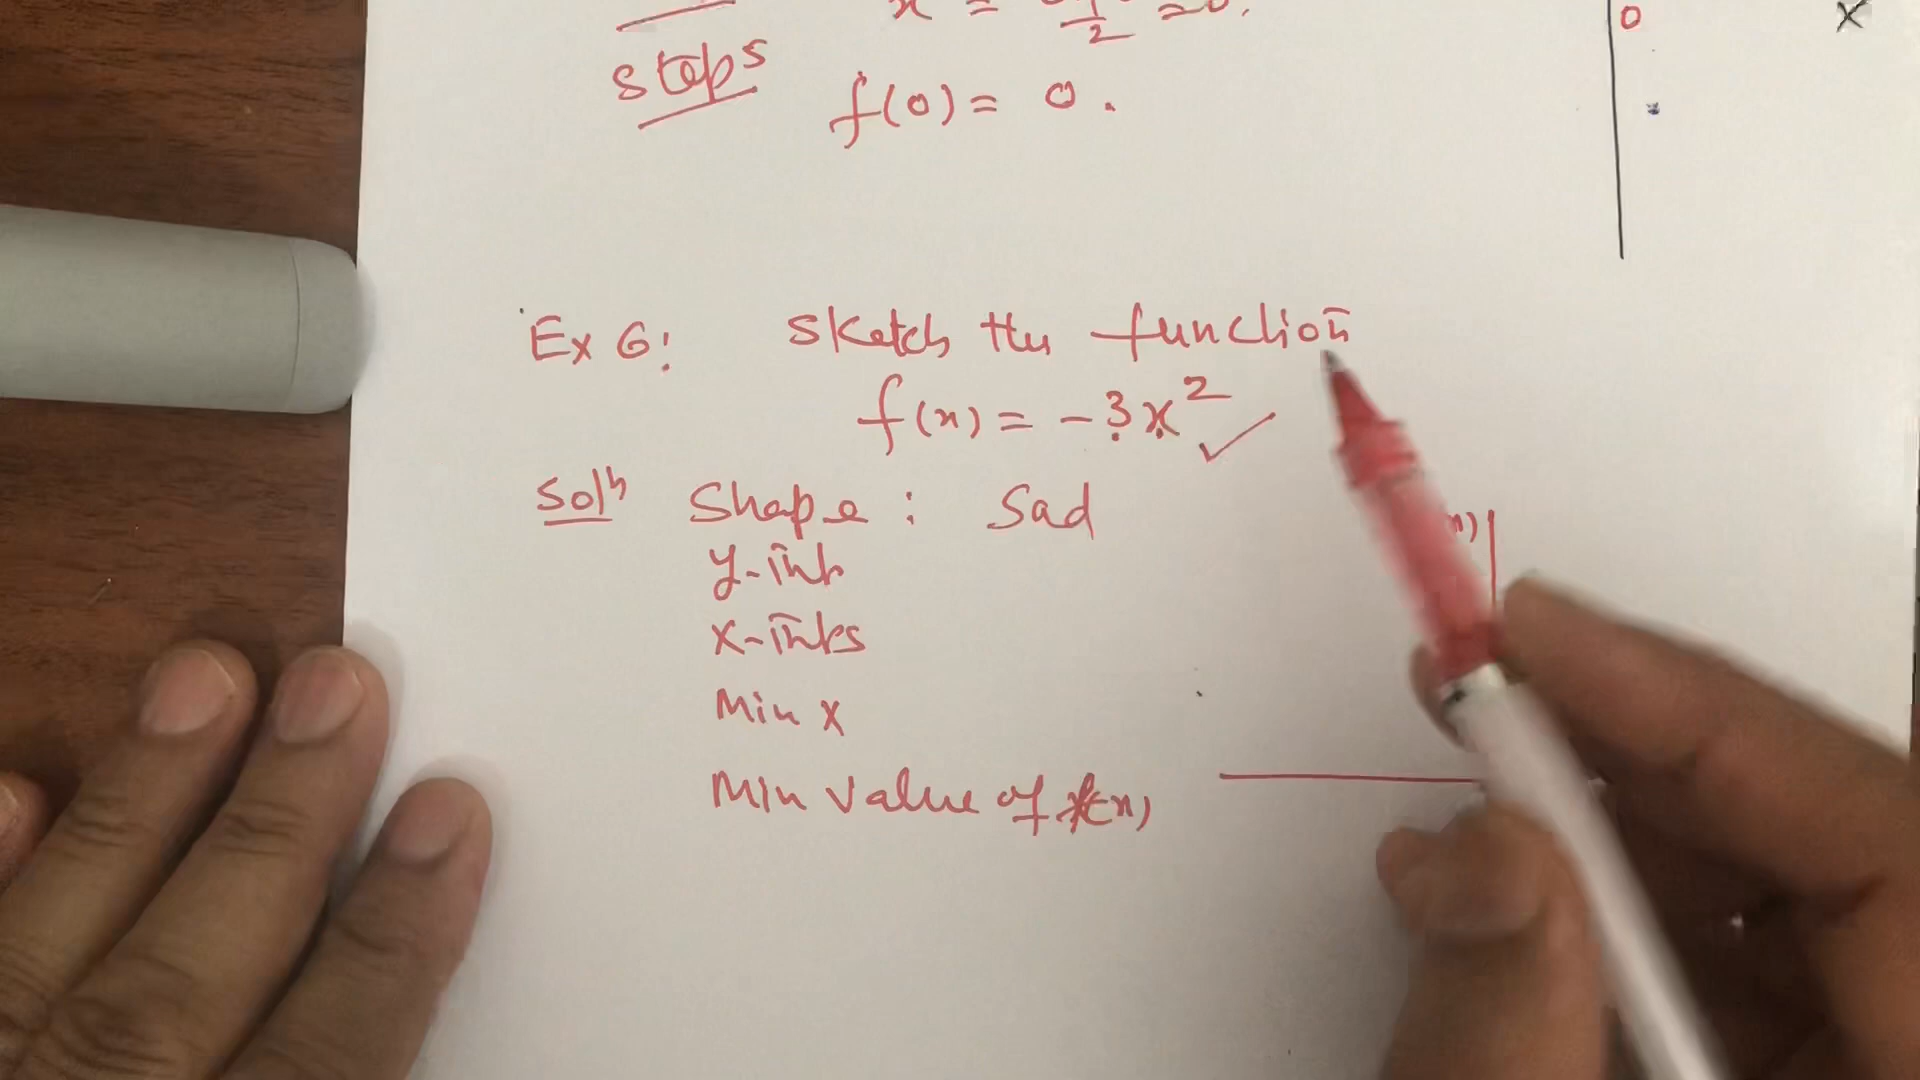 steps
f(0) = 0.
0
X
Ex 6: Sketch the function
f(x) = -3x²
Soln Shape : Sad
y-int
x-ints
Min x
Min value of f(x)